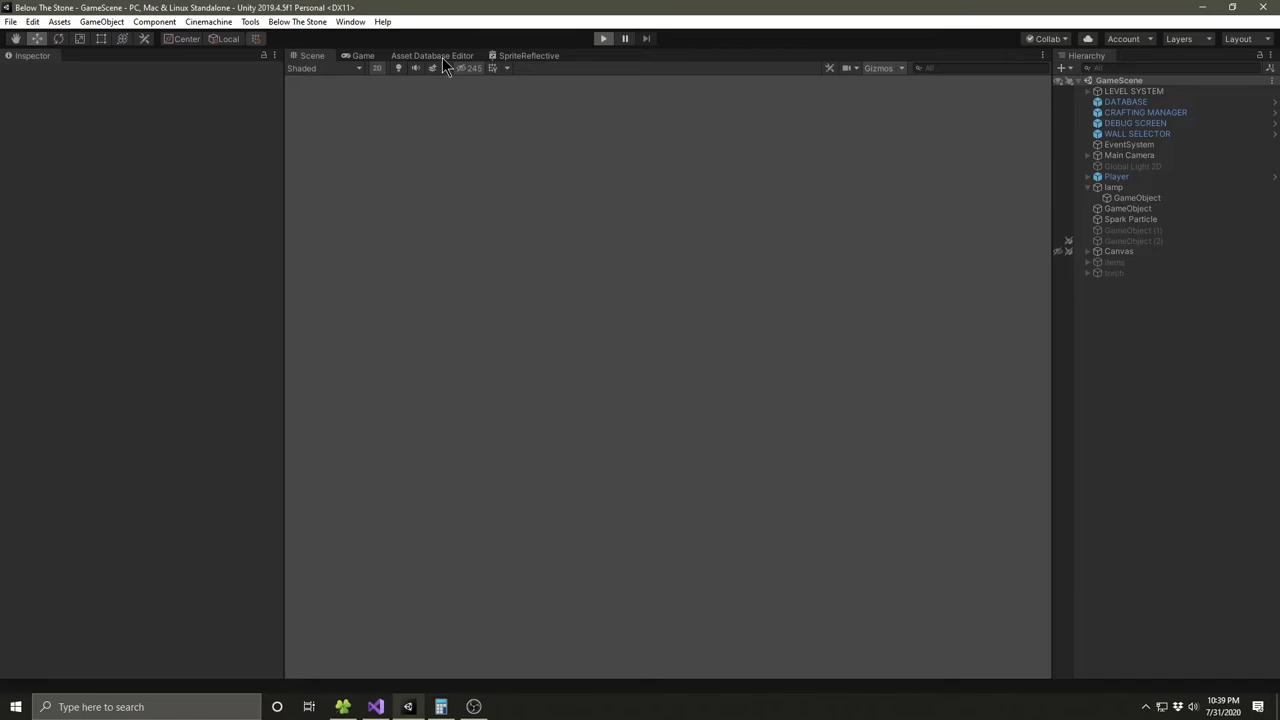 Below The Stone - GameScene - PC, Mac & Linux Standalone - Unity 2019.4.5f1 Personal <DX11>
File Edit Assets GameObject Component Cinemachine Tools Below The Stone Window Help
Center Local Collab Account Layers Layout
Inspector Scene Game Asset Database Editor SpriteReflective Hierarchy
Shaded 2D 245 Gizmos All All
GameScene
LEVEL SYSTEM
DATABASE
CRAFTING MANAGER
DEBUG SCREEN
WALL SELECTOR
EventSystem
Main Camera
Global Light 2D
Player
lamp
GameObject
GameObject
Spark Particle
GameObject (1)
GameObject (2)
Canvas
items
torch
Type here to search
10:39 PM
7/31/2020